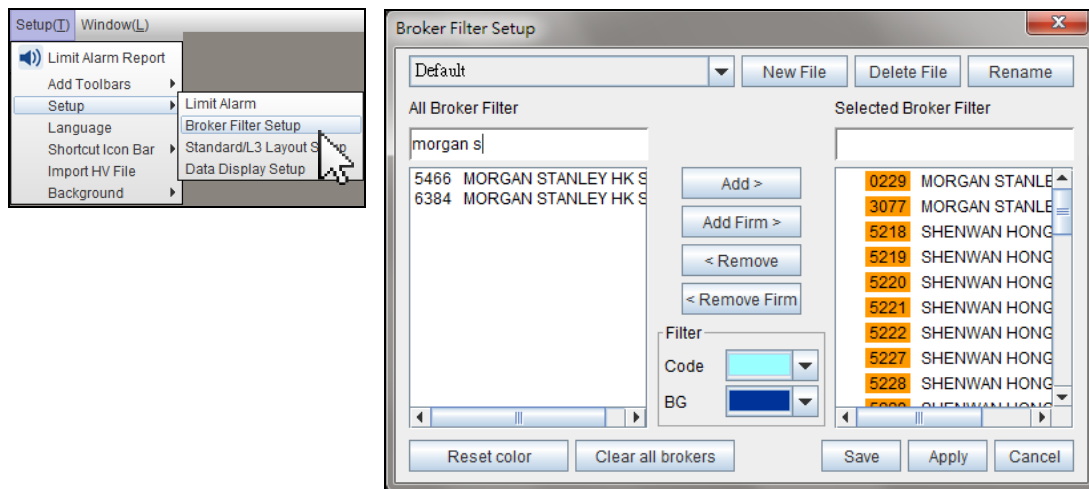 Setup(T) Window(L)
Limit Alarm Report
Add Toolbars
Setup
Language
Shortcut Icon Bar
Import HV File
Background
Limit Alarm
Broker Filter Setup
Standard/L3 Layout S p
Data Display Setup
Broker Filter Setup
Default
New File
Delete File
Rename
All Broker Filter
Selected Broker Filter
morgan s
5466 MORGAN STANLEY HK S
6384 MORGAN STANLEY HK S
Add >
Add Firm >
< Remove
< Remove Firm
Filter
Code
BG
0229 MORGAN STANLE
3077 MORGAN STANLE
5218 SHENWAN HONG
5219 SHENWAN HONG
5220 SHENWAN HONG
5221 SHENWAN HONG
5222 SHENWAN HONG
5227 SHENWAN HONG
5228 SHENWAN HONG
SHENWAN HONG
Reset color
Clear all brokers
Save
Apply
Cancel